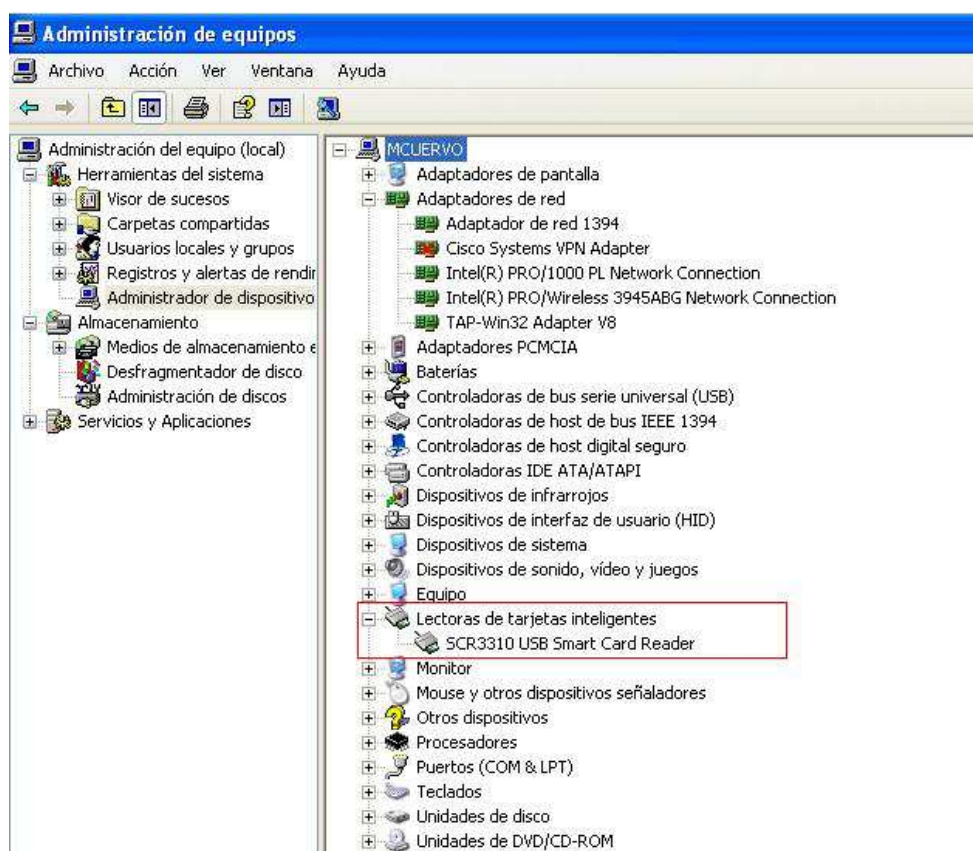 Administración de equipos
Archivo Acción Ver Ventana Ayuda
Administración del equipo (local)
Herramientas del sistema
Visor de sucesos
Carpetas compartidas
Usuarios locales y grupos
Registros y alertas de rendir
Administrador de dispositivo
Almacenamiento
Medios de almacenamiento e
Desfragmentador de disco
Administración de discos
Servicios y Aplicaciones
MCUERVO
Adaptadores de pantalla
Adaptadores de red
Adaptador de red 1394
Cisco Systems VPN Adapter
Intel(R) PRO/1000 PL Network Connection
Intel(R) PRO/Wireless 3945ABG Network Connection
TAP-Win32 Adapter V8
Adaptadores PCMCIA
Baterías
Controladoras de bus serie universal (USB)
Controladoras de host de bus IEEE 1394
Controladoras de host digital seguro
Controladoras IDE ATA/ATAPI
Dispositivos de infrarrojos
Dispositivos de interfaz de usuario (HID)
Dispositivos de sistema
Dispositivos de sonido, vídeo y juegos
Equipo
Lectoras de tarjetas inteligentes
SCR3310 USB Smart Card Reader
Monitor
Mouse y otros dispositivos señaladores
Otros dispositivos
Procesadores
Puertos (COM & LPT)
Teclados
Unidades de disco
Unidades de DVD/CD-ROM